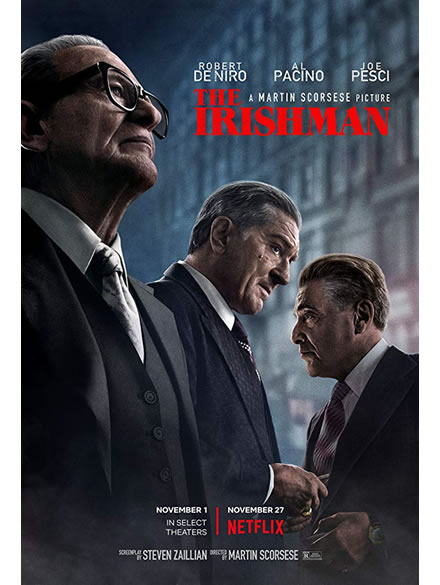 ROBERT DE NIRO
AL PACINO
JOE PESCI
THE
A MARTIN SCORSESE PICTURE
IRISHMAN
NOVEMBER 1
IN SELECT
THEATERS
NOVEMBER 27
NETFLIX
SCREENPLAY BY STEVEN ZAILLIAN DIRECTED BY MARTIN SCORSESE R